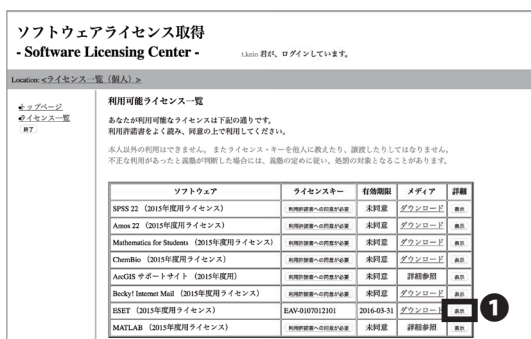 ソフトウェアライセンス取得
- Software Licensing Center - t.keio 君が、ログインしています。
Location: <ライセンス一覧（個人）>
トップページ
ライセンス一覧
終了
利用可能ライセンス一覧
あなたが利用可能なライセンスは下記の通りです。
利用許諾書をよく読み、同意の上で利用してください。
本人以外の利用はできません。またライセンス・キーを他人に教えたり、譲渡したりしてはなりません。
不正な利用があったと義塾が判断した場合には、義塾の定めに従い、処罰の対象となることがあります。
ソフトウェア ライセンスキー 有効期限 メディア 詳細
SPSS 22 （2015年度用ライセンス） 利用許諾書への同意が必要 未同意 ダウンロード 表示
Amos 22 （2015年度用ライセンス） 利用許諾書への同意が必要 未同意 ダウンロード 表示
Mathematica for Students （2015年度用ライセンス） 利用許諾書への同意が必要 未同意 ダウンロード 表示
ChemBio （2015年度用ライセンス） 利用許諾書への同意が必要 未同意 ダウンロード 表示
ArcGIS サポートサイト （2015年度用） 利用許諾書への同意が必要 未同意 詳細参照 表示
Becky! Internet Mail （2015年度用ライセンス） 利用許諾書への同意が必要 未同意 ダウンロード 表示
ESET （2015年度用ライセンス） EAV-0107012101 2016-03-31 ダウンロード 表示
MATLAB （2015年度用ライセンス） 利用許諾書への同意が必要 未同意 詳細参照 表示
❶